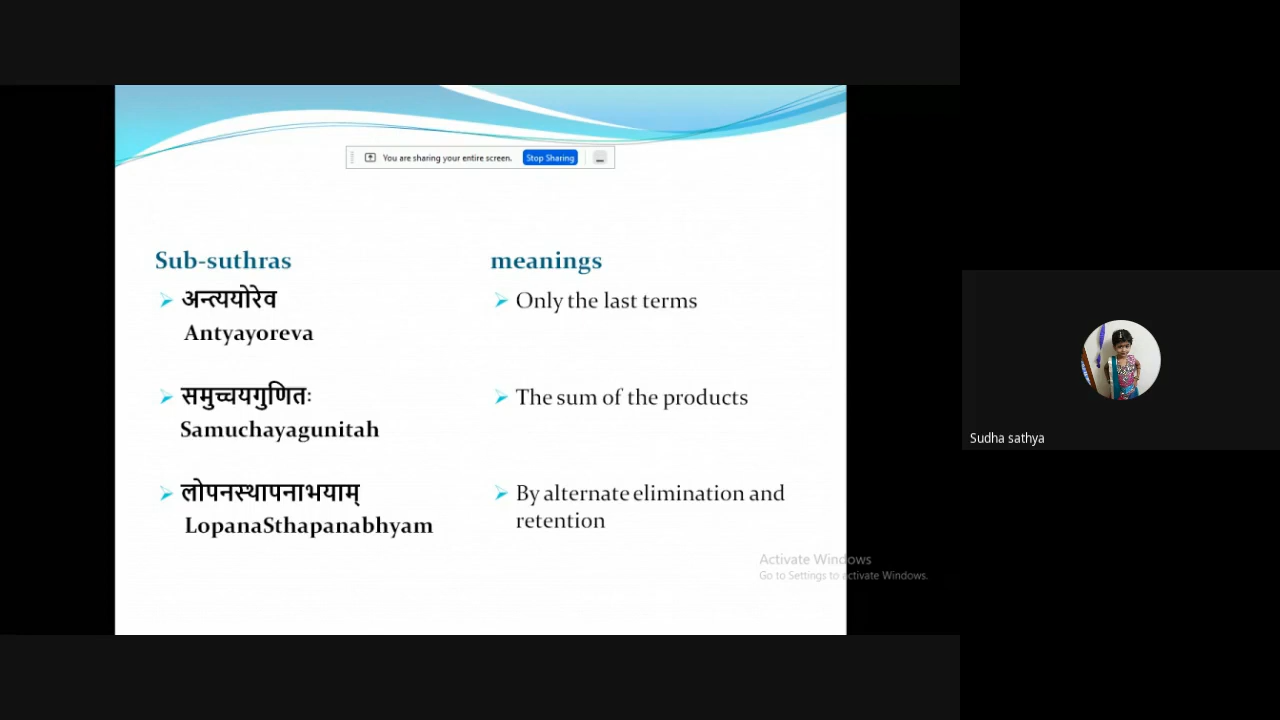 You are sharing your entire screen. Stop Sharing
Sub-suthras
meanings
अन्त्ययोरेव
Antyayoreva
Only the last terms
समुच्चयगुणितः
Samuchayagunitah
The sum of the products
लोपनस्थापनाभयाम्
LopanaSthapanabhyam
By alternate elimination and
retention
Activate Windows
Go to Settings to activate Windows.
Sudha sathya